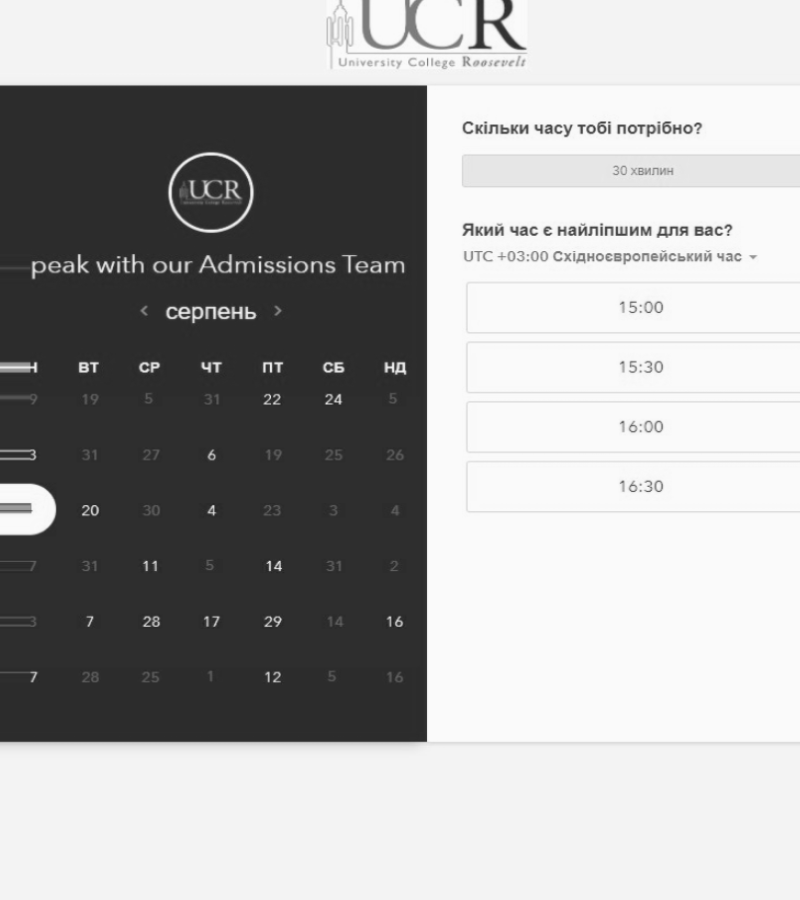 UCR
University College Roosevelt
UCR
peak with our Admissions Team
серпень
Н ВТ СР ЧТ ПТ СБ НД
9 19 5 31 22 24 5
3 31 27 6 19 25 26
20 30 4 23 3 4
7 31 11 5 14 31 2
3 7 28 17 29 14 16
7 28 25 1 12 5 16
Скільки часу тобі потрібно?
30 хвилин
Який час є найліпшим для вас?
UTC +03:00 Східноєвропейський час
15:00
15:30
16:00
16:30